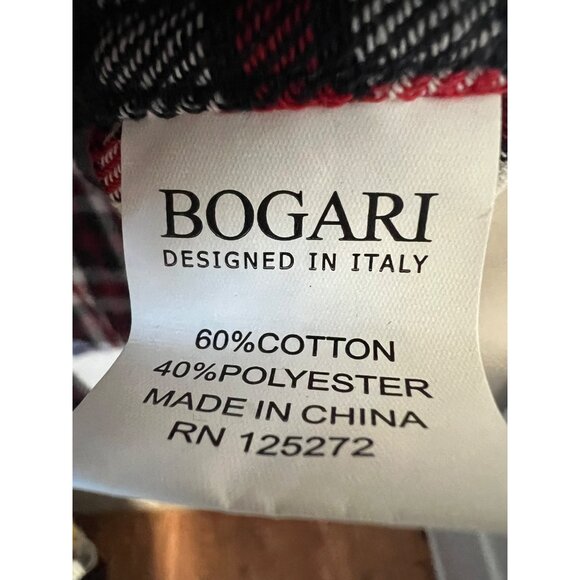 BOGARI
DESIGNED IN ITALY
60%COTTON
40%POLYESTER
MADE IN CHINA
RN 125272